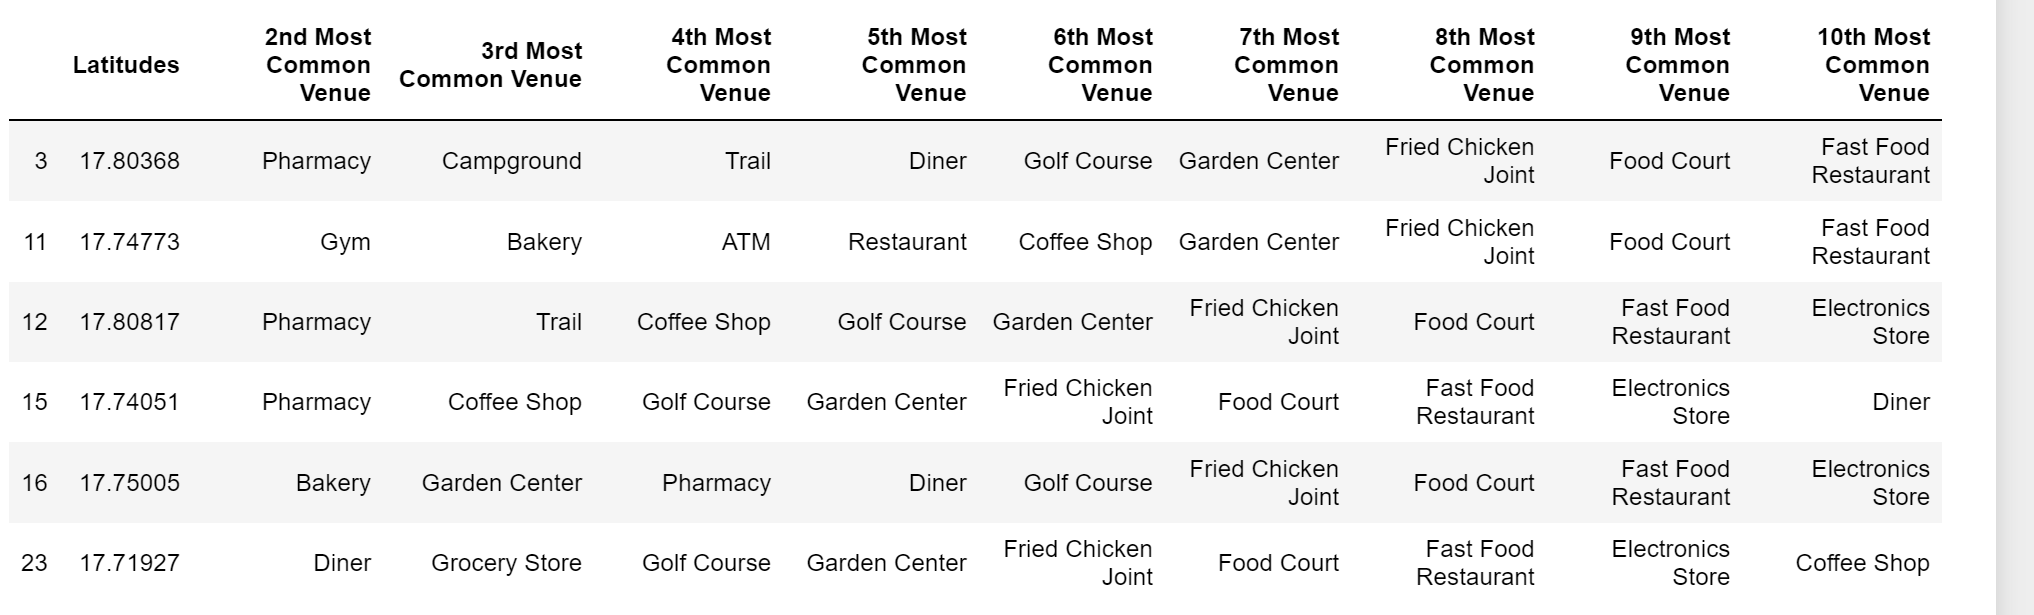 Latitudes 2nd Most Common Venue 3rd Most Common Venue 4th Most Common Venue 5th Most Common Venue 6th Most Common Venue 7th Most Common Venue 8th Most Common Venue 9th Most Common Venue 10th Most Common Venue
3 17.80368 Pharmacy Campground Trail Diner Golf Course Garden Center Fried Chicken Joint Food Court Fast Food Restaurant
11 17.74773 Gym Bakery ATM Restaurant Coffee Shop Garden Center Fried Chicken Joint Food Court Fast Food Restaurant
12 17.80817 Pharmacy Trail Coffee Shop Golf Course Garden Center Fried Chicken Joint Food Court Fast Food Restaurant Electronics Store
15 17.74051 Pharmacy Coffee Shop Golf Course Garden Center Fried Chicken Joint Food Court Fast Food Restaurant Electronics Store Diner
16 17.75005 Bakery Garden Center Pharmacy Diner Golf Course Fried Chicken Joint Food Court Fast Food Restaurant Electronics Store
23 17.71927 Diner Grocery Store Golf Course Garden Center Fried Chicken Joint Food Court Fast Food Restaurant Electronics Store Coffee Shop